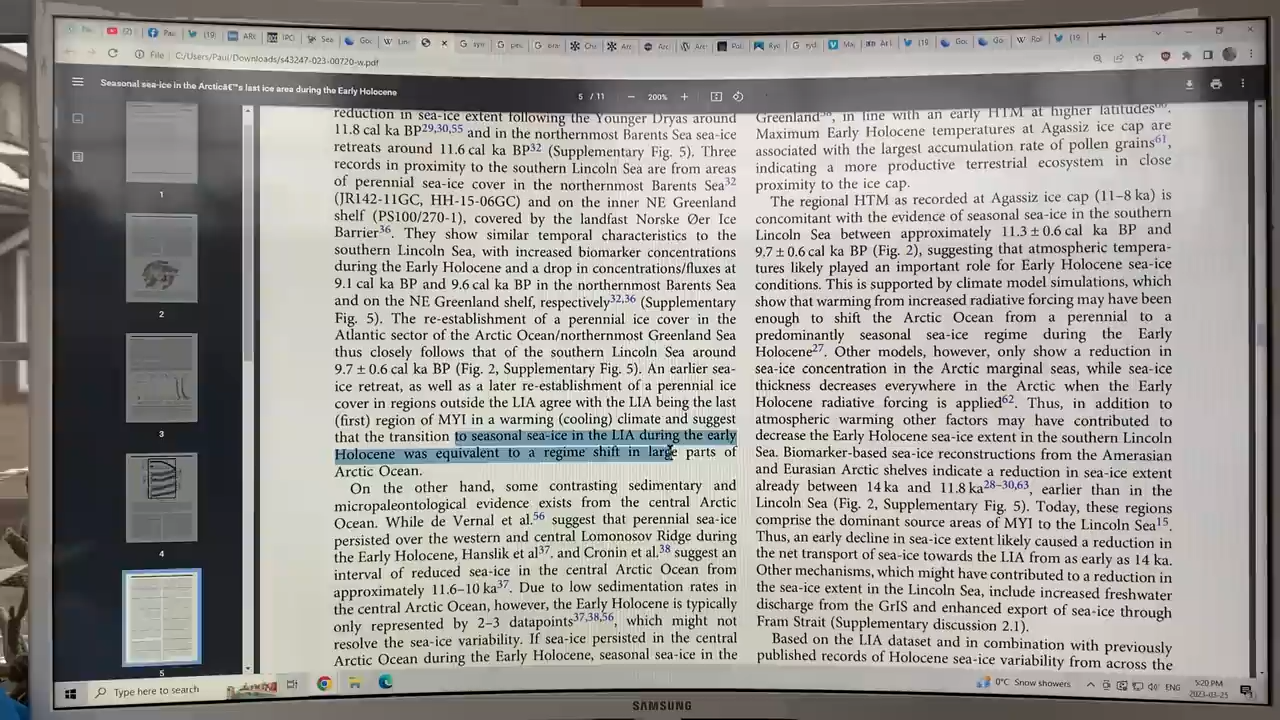 File
C:/Users/Paul/Downloads/s43247-023-00720-w.pdf
Seasonal sea-ice in the Arcticâ€™s last ice area during the Early Holocene
5 / 11
200%
1
2
3
4
5
reduction in sea-ice extent following the Younger Dryas around
11.8 cal ka BP29,30,55 and in the northernmost Barents Sea sea-ice
retreats around 11.6 cal ka BP32 (Supplementary Fig. 5). Three
records in proximity to the southern Lincoln Sea are from areas
of perennial sea-ice cover in the northernmost Barents Sea32
(JR142-11GC, HH-15-06GC) and on the inner NE Greenland
shelf (PS100/270-1), covered by the landfast Norske Øer Ice
Barrier36. They show similar temporal characteristics to the
southern Lincoln Sea, with increased biomarker concentrations
during the Early Holocene and a drop in concentrations/fluxes at
9.1 cal ka BP and 9.6 cal ka BP in the northernmost Barents Sea
and on the NE Greenland shelf, respectively32,36 (Supplementary
Fig. 5). The re-establishment of a perennial ice cover in the
Atlantic sector of the Arctic Ocean/northernmost Greenland Sea
thus closely follows that of the southern Lincoln Sea around
9.7 ± 0.6 cal ka BP (Fig. 2, Supplementary Fig. 5). An earlier sea-
ice retreat, as well as a later re-establishment of a perennial ice
cover in regions outside the LIA agree with the LIA being the last
(first) region of MYI in a warming (cooling) climate and suggest
that the transition to seasonal sea-ice in the LIA during the early
Holocene was equivalent to a regime shift in large parts of
Arctic Ocean.
On the other hand, some contrasting sedimentary and
micropaleontological evidence exists from the central Arctic
Ocean. While de Vernal et al.56 suggest that perennial sea-ice
persisted over the western and central Lomonosov Ridge during
the Early Holocene, Hanslik et al37. and Cronin et al.38 suggest an
interval of reduced sea-ice in the central Arctic Ocean from
approximately 11.6–10 ka37. Due to low sedimentation rates in
the central Arctic Ocean, however, the Early Holocene is typically
only represented by 2–3 datapoints37,38,56, which might not
resolve the sea-ice variability. If sea-ice persisted in the central
Arctic Ocean during the Early Holocene, seasonal sea-ice in the
Greenland, in line with an early HTM at higher latitudes.
Maximum Early Holocene temperatures at Agassiz ice cap are
associated with the largest accumulation rate of pollen grains61,
indicating a more productive terrestrial ecosystem in close
proximity to the ice cap.
The regional HTM as recorded at Agassiz ice cap (11–8 ka) is
concomitant with the evidence of seasonal sea-ice in the southern
Lincoln Sea between approximately 11.3 ± 0.6 cal ka BP and
9.7 ± 0.6 cal ka BP (Fig. 2), suggesting that atmospheric tempera-
tures likely played an important role for Early Holocene sea-ice
conditions. This is supported by climate model simulations, which
show that warming from increased radiative forcing may have been
enough to shift the Arctic Ocean from a perennial to a
predominantly seasonal sea-ice regime during the Early
Holocene27. Other models, however, only show a reduction in
sea-ice concentration in the Arctic marginal seas, while sea-ice
thickness decreases everywhere in the Arctic when the Early
Holocene radiative forcing is applied62. Thus, in addition to
atmospheric warming other factors may have contributed to
decrease the Early Holocene sea-ice extent in the southern Lincoln
Sea. Biomarker-based sea-ice reconstructions from the Amerasian
and Eurasian Arctic shelves indicate a reduction in sea-ice extent
already between 14 ka and 11.8 ka28–30,63, earlier than in the
Lincoln Sea (Fig. 2, Supplementary Fig. 5). Today, these regions
comprise the dominant source areas of MYI to the Lincoln Sea15.
Thus, an early decline in sea-ice extent likely caused a reduction in
the net transport of sea-ice towards the LIA from as early as 14 ka.
Other mechanisms, which might have contributed to a reduction in
the sea-ice extent in the Lincoln Sea, include increased freshwater
discharge from the GrIS and enhanced export of sea-ice through
Fram Strait (Supplementary discussion 2.1).
Based on the LIA dataset and in combination with previously
published records of Holocene sea-ice variability from across the
Type here to search
0°C Snow showers
ENG
5:20 PM
2023-03-25
SAMSUNG